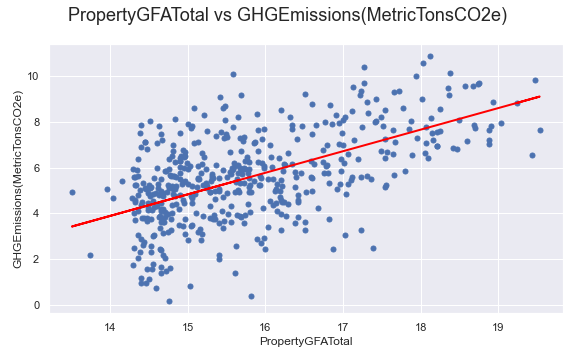 PropertyGFATotal vs GHGEmissions(MetricTonsCO2e)
GHGEmissions(MetricTonsCO2e)
10
8
6
4
2
0
14 15 16 17 18 19
PropertyGFATotal